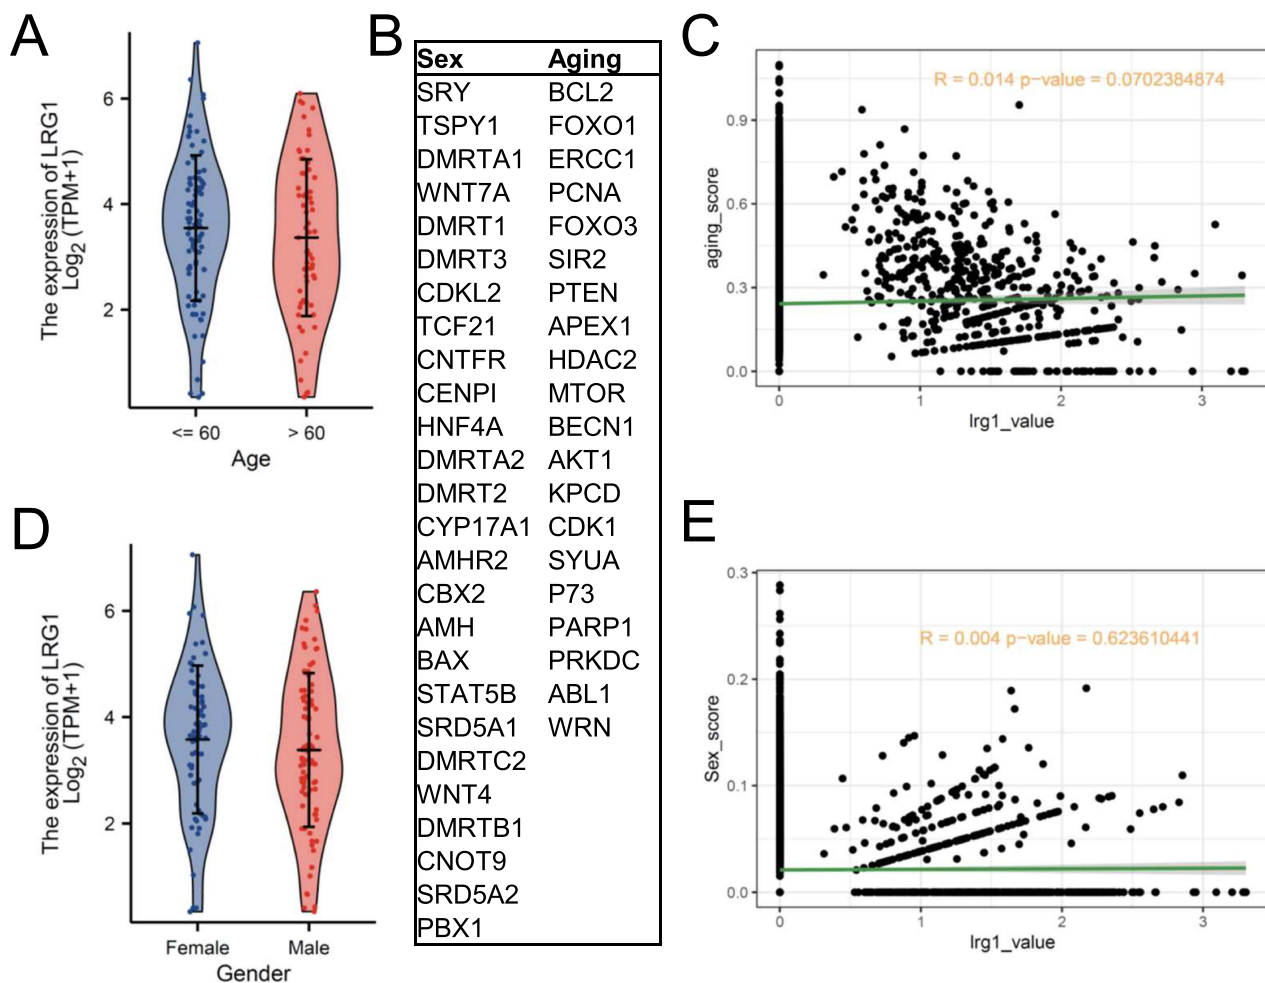 A
The expression of LRG1
Log2 (TPM+1)
6
4
2
<= 60
> 60
Age
B
Sex Aging
SRY BCL2
TSPY1 FOXO1
DMRTA1 ERCC1
WNT7A PCNA
DMRT1 FOXO3
DMRT3 SIR2
CDKL2 PTEN
TCF21 APEX1
CNTFR HDAC2
CENPI MTOR
HNF4A BECN1
DMRTA2 AKT1
DMRT2 KPCD
CYP17A1 CDK1
AMHR2 SYUA
CBX2 P73
AMH PARP1
BAX PRKDC
STAT5B ABL1
SRD5A1 WRN
DMRTC2
WNT4
DMRTB1
CNOT9
SRD5A2
PBX1
C
R = 0.014 p-value = 0.0702384874
aging_score
0.9
0.6
0.3
0.0
0 1 2 3
lrg1_value
D
The expression of LRG1
Log2 (TPM+1)
6
4
2
Female Male
Gender
E
R = 0.004 p-value = 0.623610441
Sex_score
0.3
0.2
0.1
0.0
0 1 2 3
lrg1_value